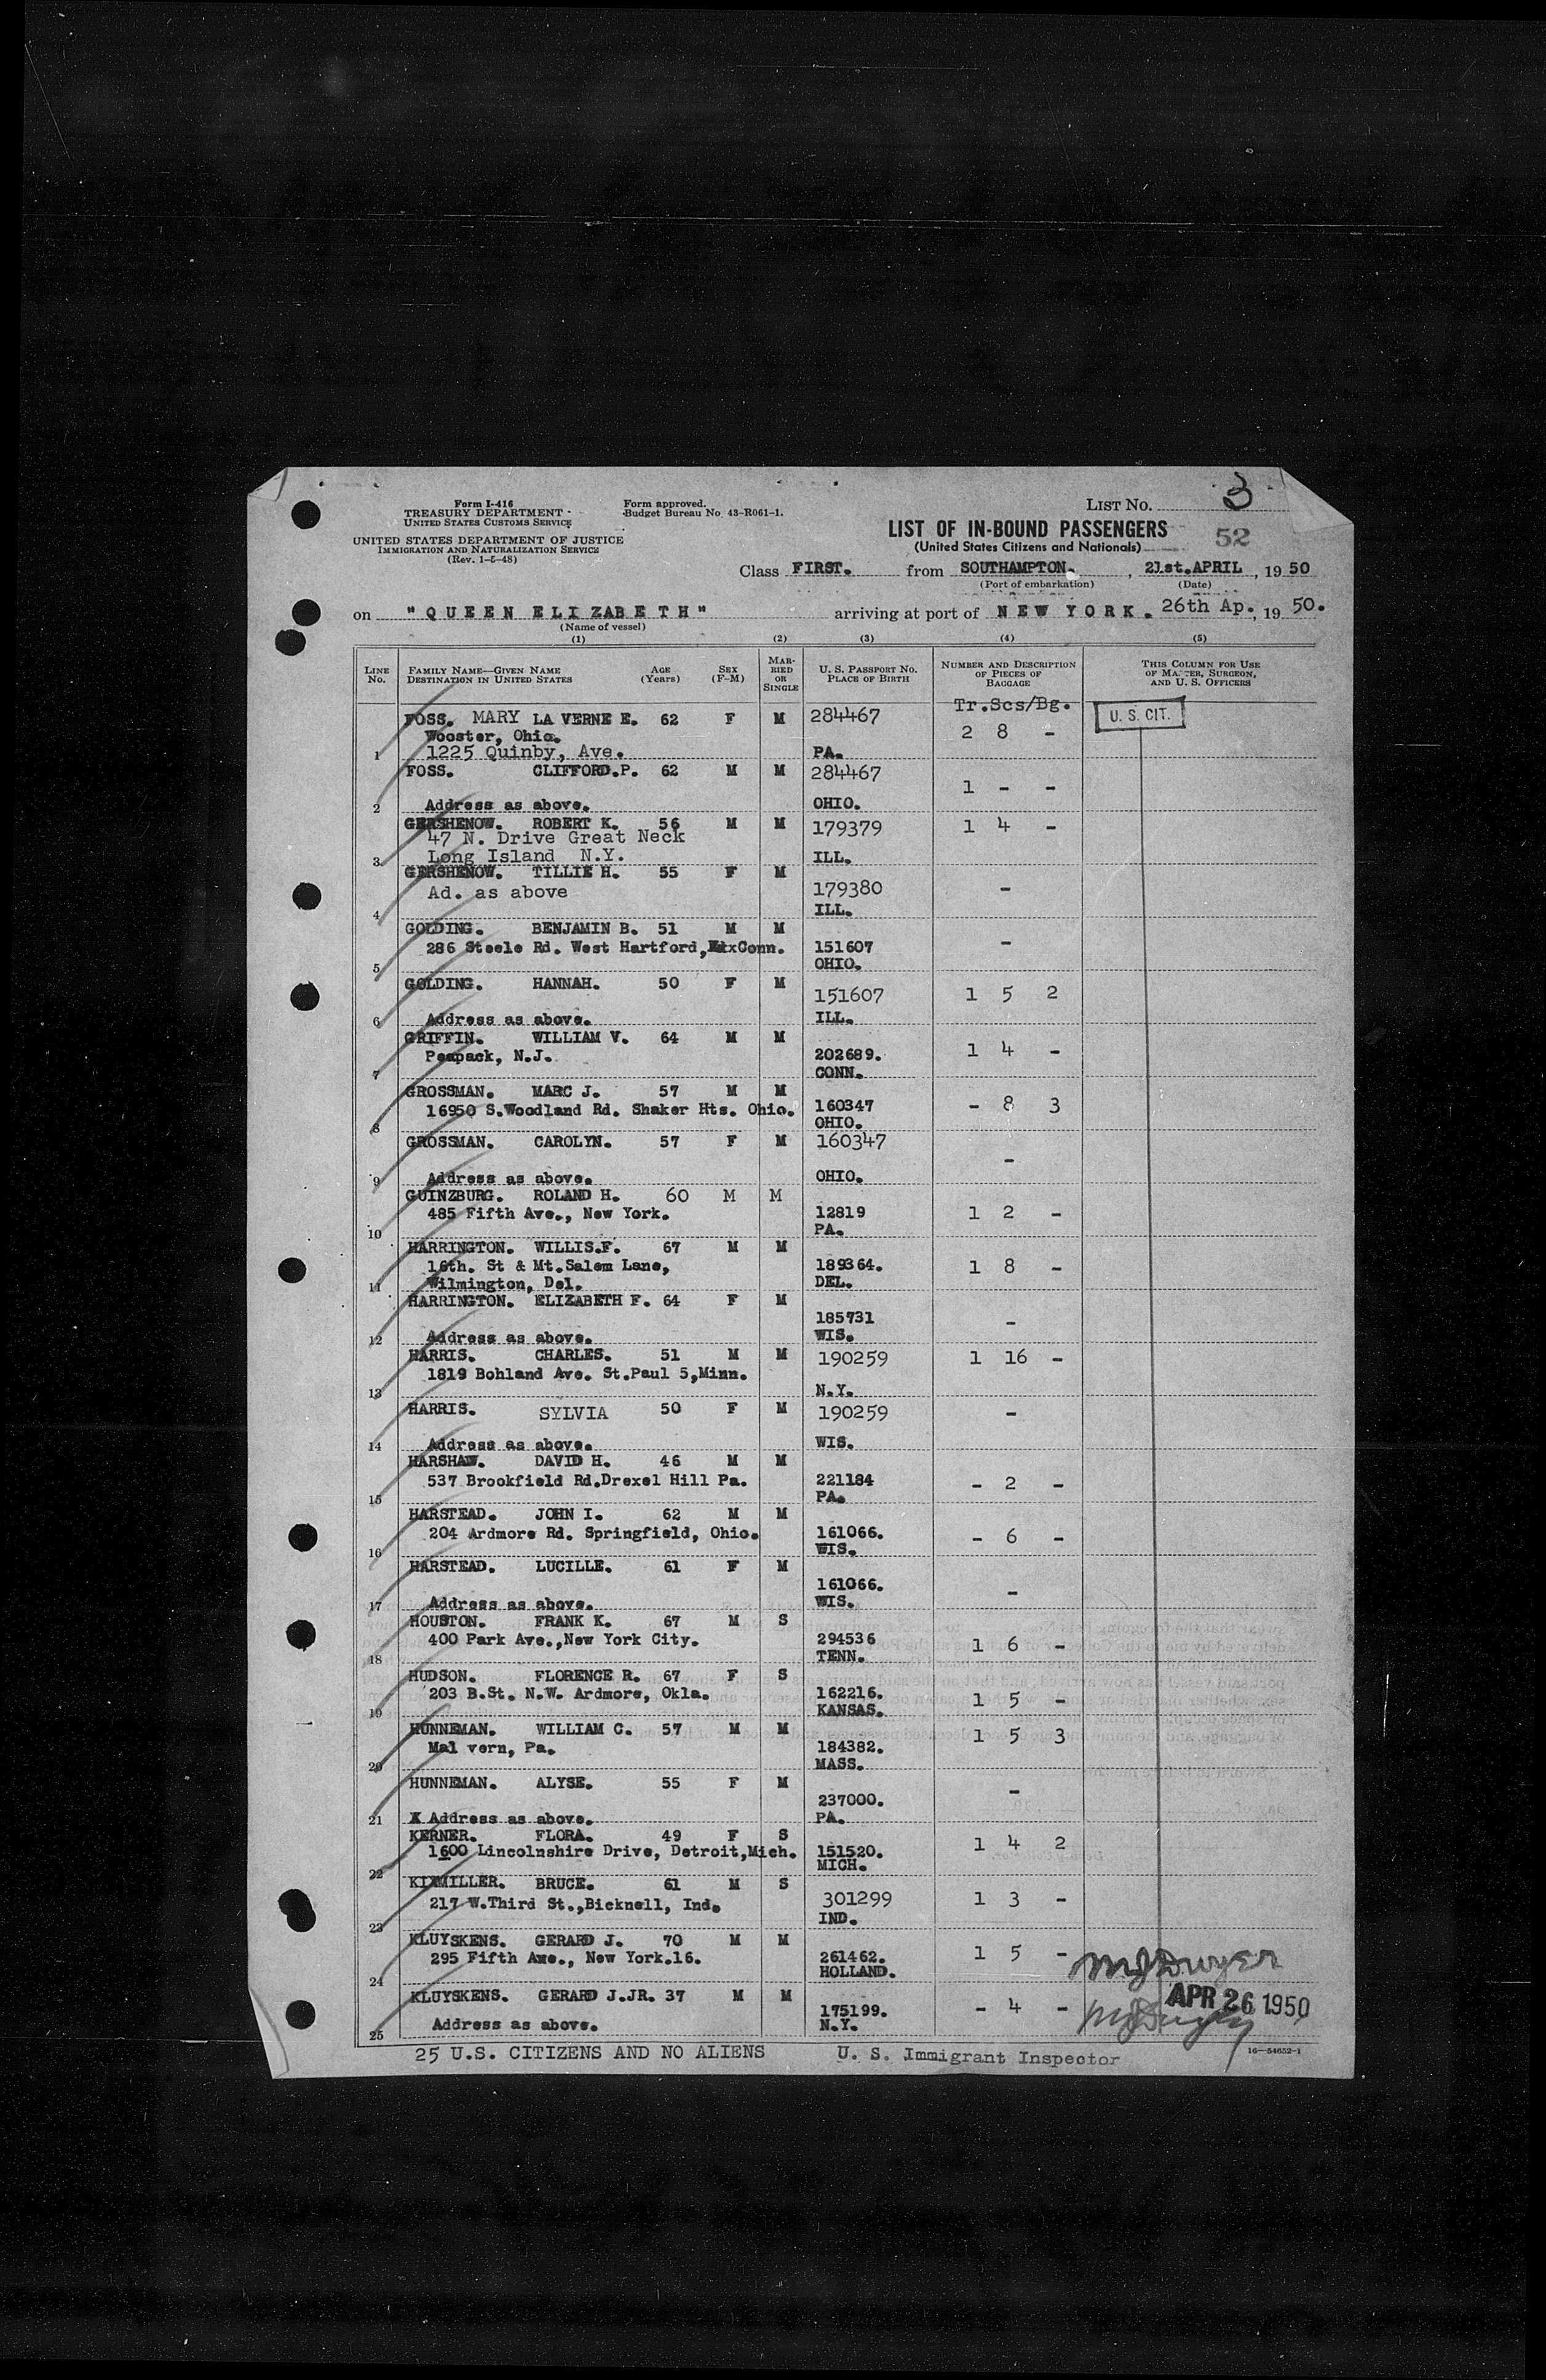 Form I-416
TREASURY DEPARTMENT
UNITED STATES CUSTOMS SERVICE
UNITED STATES DEPARTMENT OF JUSTICE
IMMIGRATION AND NATURALIZATION SERVICE
(Rev. 1-5-48)
Form approved.
Budget Bureau No. 43-R061-1.
LIST No. 3
LIST OF IN-BOUND PASSENGERS
(United States Citizens and Nationals)
52
Class FIRST. from SOUTHAMPTON. , 21st.APRIL , 19 50
(Port of embarkation) (Date)
on "QUEEN ELIZABETH" arriving at port of NEW YORK. 26th Ap. , 19 50.
(Name of vessel)
(1) (2) (3) (4) (5)
LINE No. FAMILY NAME—GIVEN NAME DESTINATION IN UNITED STATES AGE (Years) SEX (F-M) MARRIED OR SINGLE U. S. PASSPORT No. PLACE OF BIRTH NUMBER AND DESCRIPTION OF PIECES OF BAGGAGE THIS COLUMN FOR USE OF MASTER, SURGEON, AND U. S. OFFICERS
Tr.Scs/Bg.
U. S. CIT.
FOSS. MARY LA VERNE E. 62 F M 284467
Wooster, Ohio. 2 8 -
1 1225 Quinby, Ave. PA.
FOSS. CLIFFORD.P. 62 M M 284467
1 - -
2 Address as above. OHIO.
GERSHENOW. ROBERT K. 56 M M 179379 1 4 -
47 N. Drive Great Neck
3 Long Island N.Y. ILL.
GERSHENOW. TILLIE H. 55 F M
Ad. as above 179380 -
4 ILL.
GOLDING. BENJAMIN B. 51 M M
286 Steele Rd. West Hartford, Conn. 151607 -
5 OHIO.
GOLDING. HANNAH. 50 F M 151607 1 5 2
6 Address as above. ILL.
GRIFFIN. WILLIAM V. 64 M M
Peapack, N.J. 202689. 1 4 -
7 CONN.
GROSSMAN. MARC J. 57 M M
16950 S.Woodland Rd. Shaker Hts. Ohio. 160347 - 8 3
8 OHIO.
GROSSMAN. CAROLYN. 57 F M 160347
-
9 Address as above. OHIO.
GUINZBURG. ROLAND H. 60 M M
485 Fifth Ave., New York. 12819 1 2 -
10 PA.
HARRINGTON. WILLIS.F. 67 M M
16th. St & Mt.Salem Lane, 189364. 1 8 -
11 Wilmington, Del. DEL.
HARRINGTON. ELIZABETH F. 64 F M
185731 -
12 Address as above. WIS.
HARRIS. CHARLES. 51 M M 190259 1 16 -
1819 Bohland Ave. St.Paul 5,Minn.
13 N.Y.
HARRIS. SYLVIA 50 F M 190259 -
14 Address as above. WIS.
HARSHAW. DAVID H. 46 M M
537 Brookfield Rd.Drexel Hill Pa. 221184 - 2 -
15 PA.
HARSTEAD. JOHN I. 62 M M
204 Ardmore Rd. Springfield, Ohio. 161066. - 6 -
16 WIS.
HARSTEAD. LUCILLE. 61 F M
161066. -
17 Address as above. WIS.
HOUSTON. FRANK K. 67 M S
400 Park Ave.,New York City. 294536 1 6 -
18 TENN.
HUDSON. FLORENCE R. 67 F S
203 B.St. N.W. Ardmore, Okla. 162216. 1 5 -
19 KANSAS.
HUNNEMAN. WILLIAM C. 57 M M 1 5 3
Mal vern, Pa. 184382.
20 MASS.
HUNNEMAN. ALYSE. 55 F M
237000. -
21 X Address as above. PA.
KERNER. FLORA. 49 F S 1 4 2
1600 Lincolnshire Drive, Detroit,Mich. 151520.
22 MICH.
KIXMILLER. BRUCE. 61 M S
217 W.Third St.,Bicknell, Ind. 301299 1 3 -
23 IND.
KLUYSKENS. GERARD J. 70 M M
295 Fifth Ave., New York.16. 261462. 1 5 -
24 HOLLAND.
MJDwyer
KLUYSKENS. GERARD J.JR. 37 M M
APR 26 1950
175199. - 4 -
25 Address as above. N.Y.
MJDwyer
25 U.S. CITIZENS AND NO ALIENS U. S. Immigrant Inspector
16—54652-1